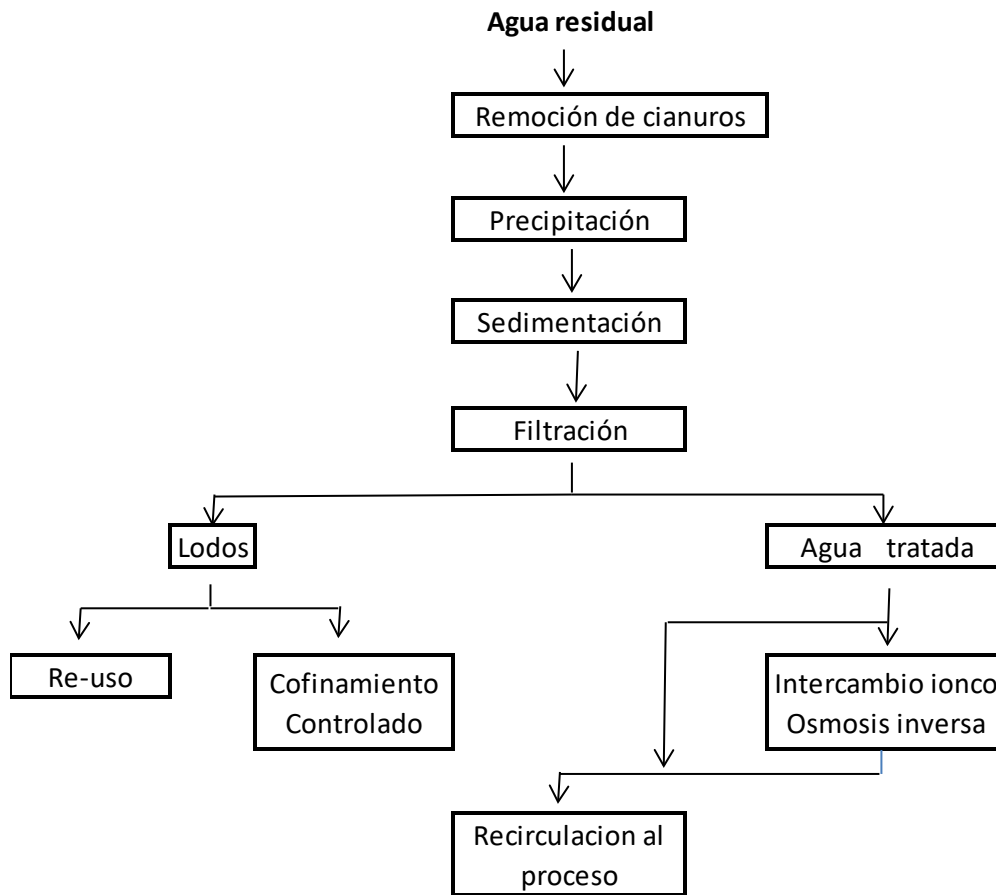 Agua residual
Remoción de cianuros
Precipitación
Sedimentación
Filtración
Lodos
Agua tratada
Re-uso
Cofinamiento
Controlado
Intercambio ionco
Osmosis inversa
Recirculacion al
proceso